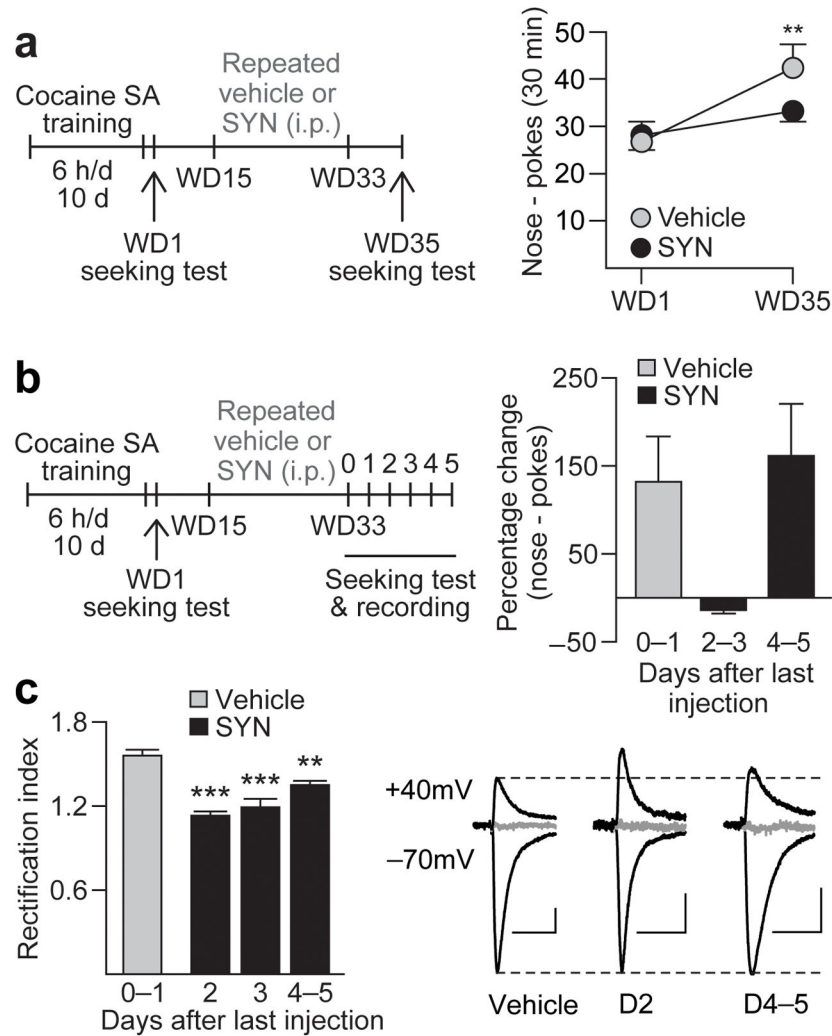 a
Cocaine SA
training
Repeated
vehicle or
SYN (i.p.)
6 h/d
10 d
WD15
WD33
WD1
seeking test
WD35
seeking test
Nose - pokes (30 min)
50
40
30
20
10
**
Vehicle
SYN
WD1
WD35
b
Cocaine SA
training
Repeated
vehicle or
SYN (i.p.)
0 1 2 3 4 5
6 h/d
10 d
WD15
WD33
WD1
seeking test
Seeking test
& recording
Percentage change
(nose - pokes)
250
150
50
−50
Vehicle
SYN
0–1 2–3 4–5
Days after last
injection
c
Rectification index
1.8
1.2
0.6
Vehicle
SYN
*** *** **
0–1 2 3 4–5
Days after last injection
+40mV
−70mV
Vehicle D2 D4–5